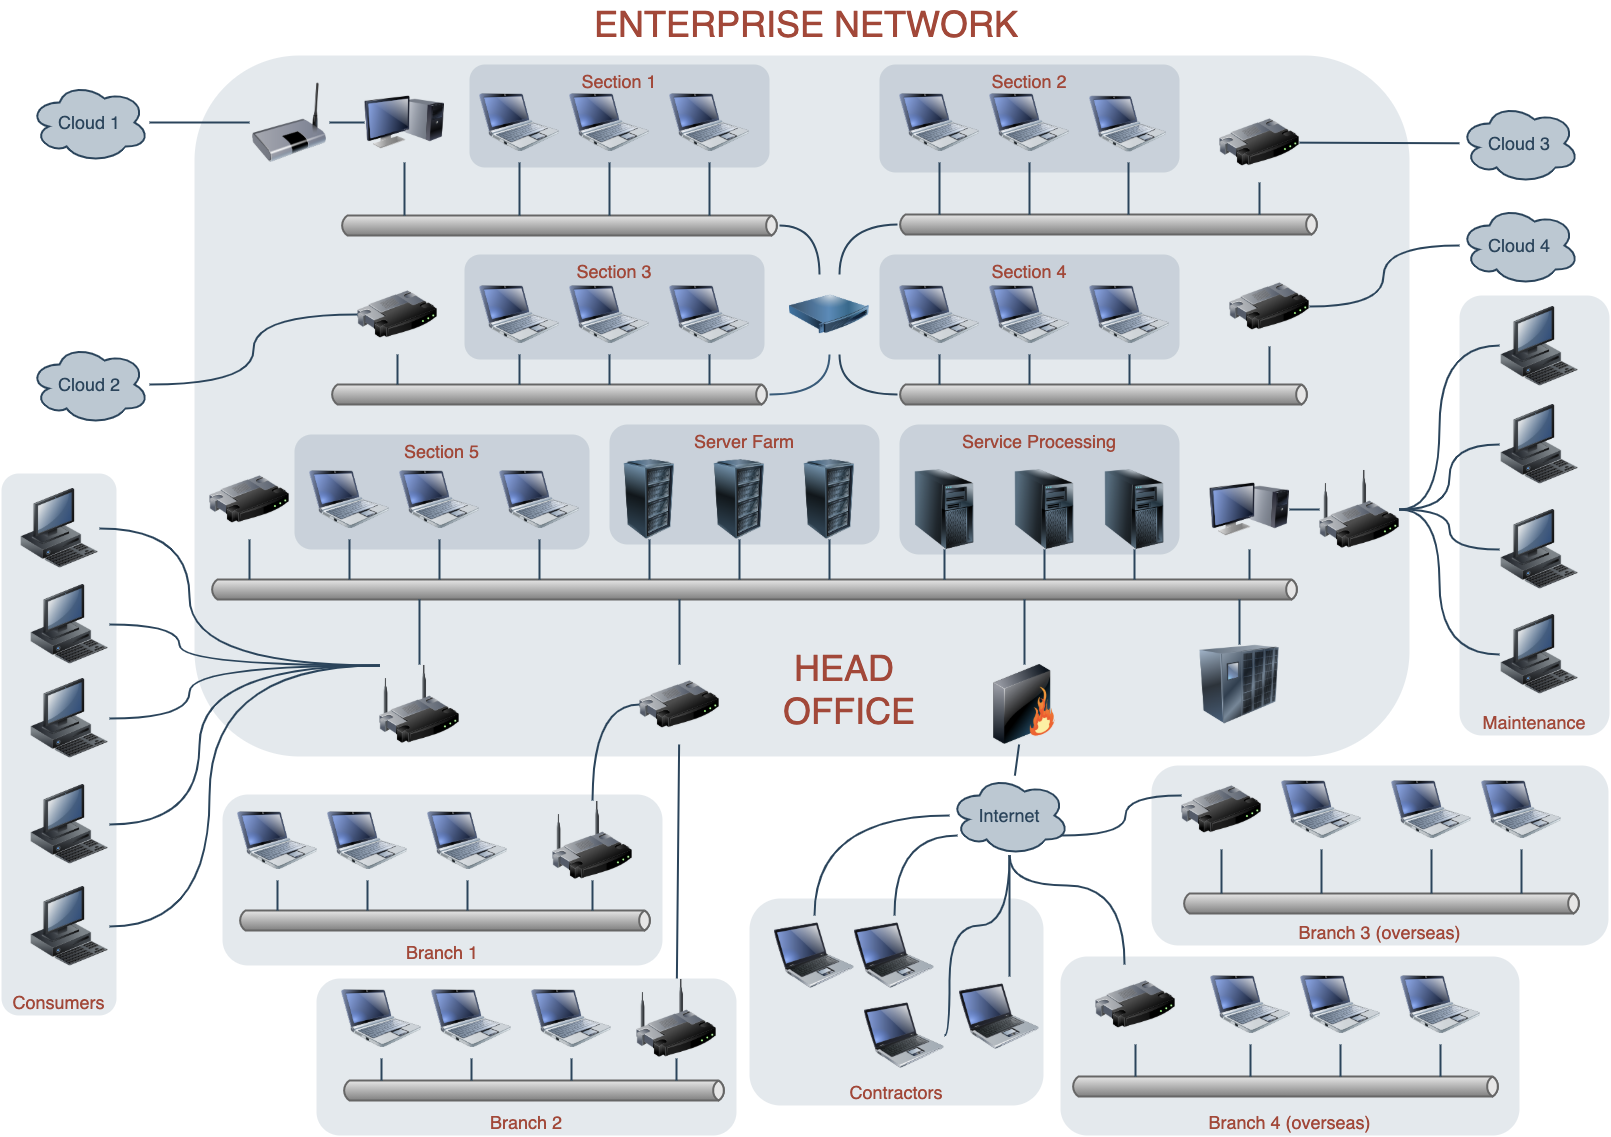 ENTERPRISE NETWORK
Section 1
Section 2
Cloud 1
Cloud 3
Cloud 4
Section 3
Section 4
Cloud 2
Section 5
Server Farm
Service Processing
HEAD
OFFICE
Maintenance
Internet
Branch 3 (overseas)
Branch 1
Consumers
Contractors
Branch 2
Branch 4 (overseas)